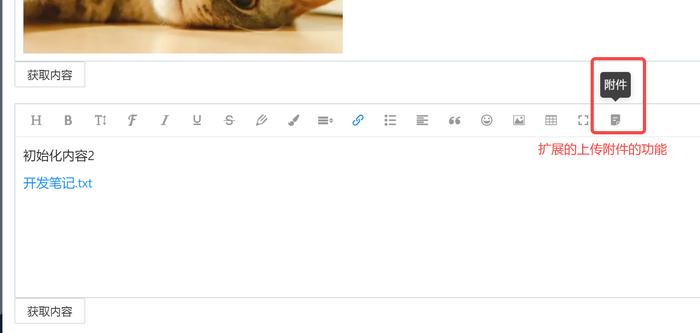 获取内容
附件
H B TI F I U S
扩展的上传附件的功能
初始化内容2
开发笔记.txt
获取内容